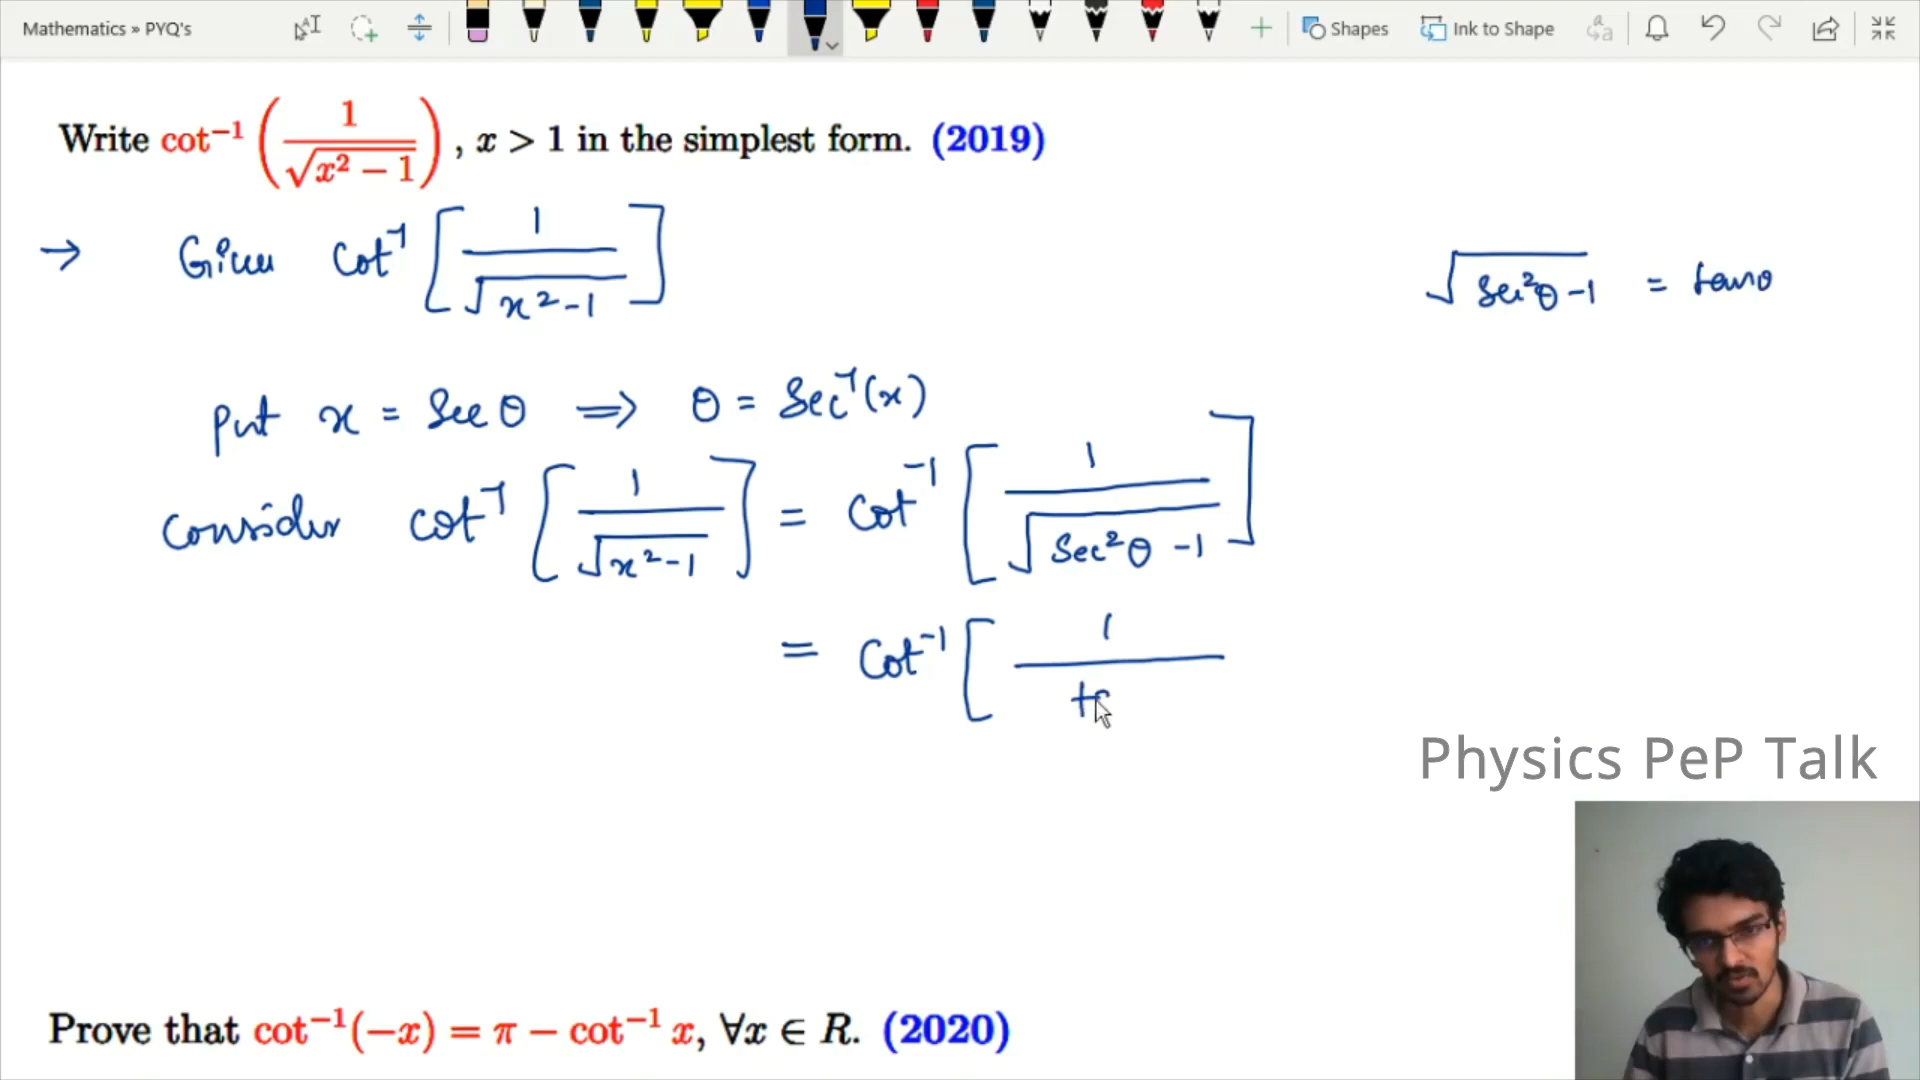 Mathematics » PYQ's
Shapes
Ink to Shape
Write cot⁻¹ (1/√(x² − 1)), x > 1 in the simplest form. (2019)
→ Given cot⁻¹ [1/√(x²-1)]
√(Sec²θ -1) = tanθ
Put x = Sec θ ⟹ θ = Sec⁻¹(x)
Consider cot⁻¹ [1/√(x²-1)] = Cot⁻¹ [1/√(Sec²θ -1)]
= Cot⁻¹ [1/ta
Physics PeP Talk
Prove that cot⁻¹(−x) = π − cot⁻¹ x, ∀x ∈ R. (2020)